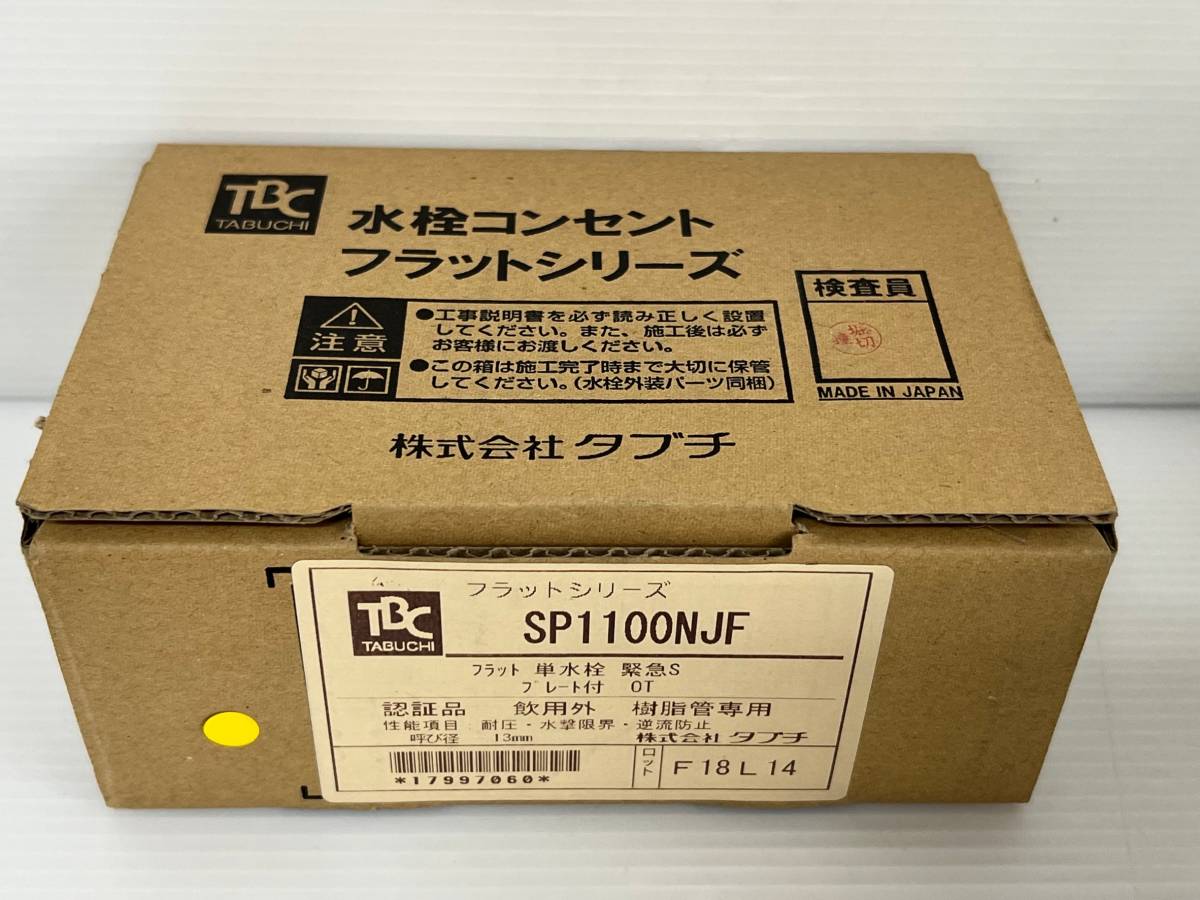 TBC
TABUCHI
水栓コンセント
フラットシリーズ
注意
●工事説明書を必ず読み正しく設置
してください。また、施工後は必ず
お客様にお渡しください。
●この箱は施工完了時まで大切に保管
してください。(水栓外装パーツ同梱)
検査員
堀切
MADE IN JAPAN
株式会社タブチ
TBC
TABUCHI
フラットシリーズ
SP1100NJF
フラット 単水栓 緊急S
プレート付 OT
認証品 飲用外 樹脂管専用
性能項目:耐圧・水撃限界・逆流防止
呼び径 13mm 株式会社タブチ
*17997060*
ロット
F18L14